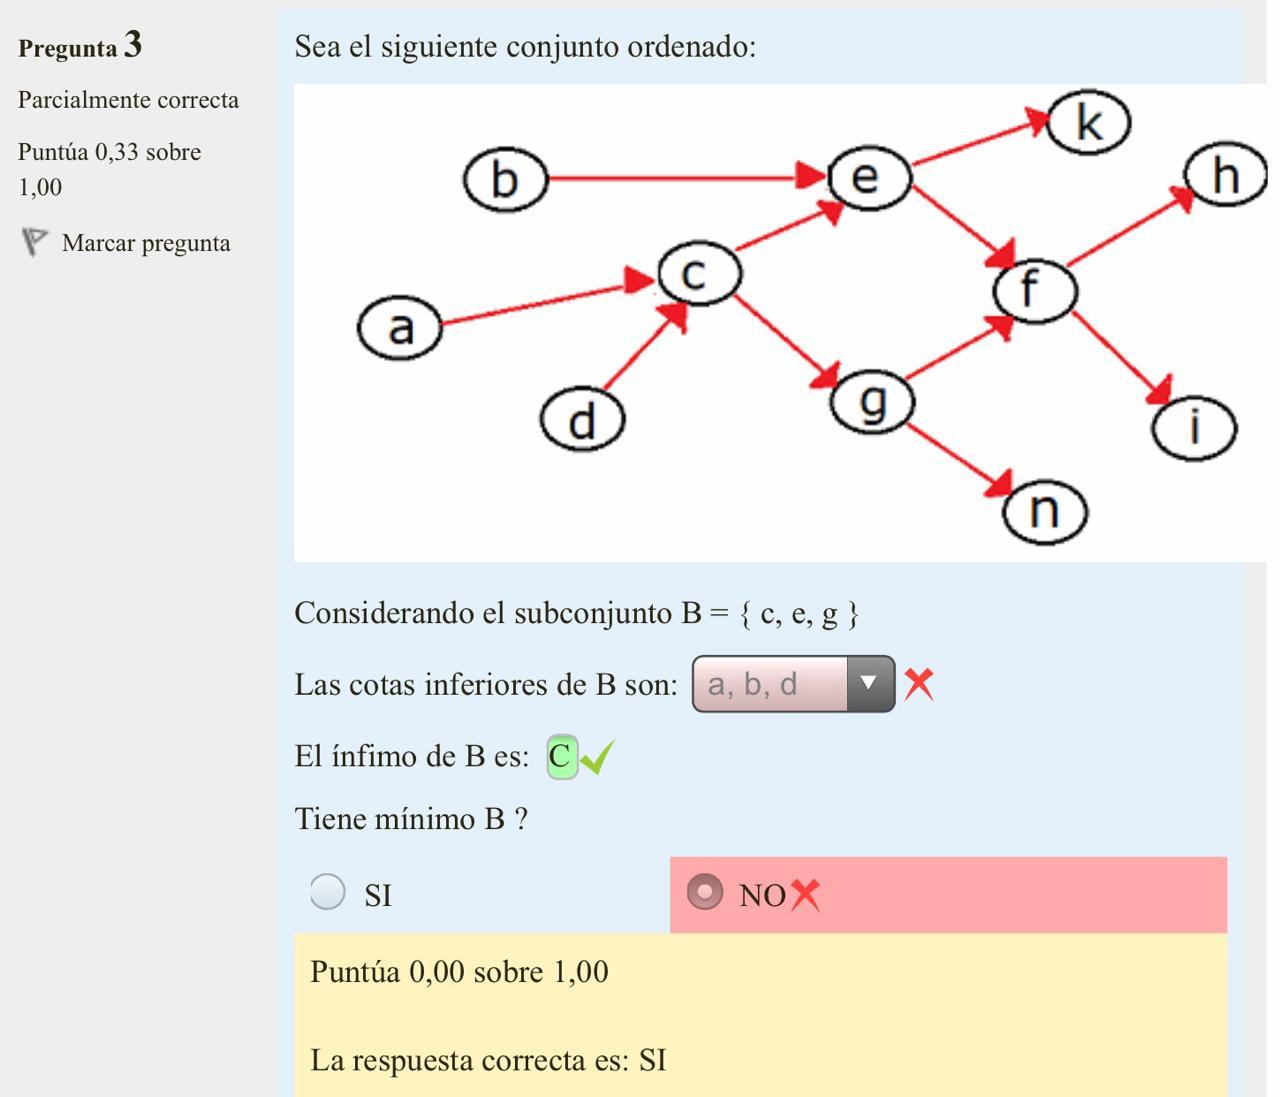 Pregunta 3
Parcialmente correcta
Puntúa 0,33 sobre
1,00
Marcar pregunta
Sea el siguiente conjunto ordenado:
k
b
e
h
c
f
a
g
d
i
n
Considerando el subconjunto B = { c, e, g }
Las cotas inferiores de B son: a, b, d
El ínfimo de B es: C
Tiene mínimo B ?
SI
NO
Puntúa 0,00 sobre 1,00
La respuesta correcta es: SI